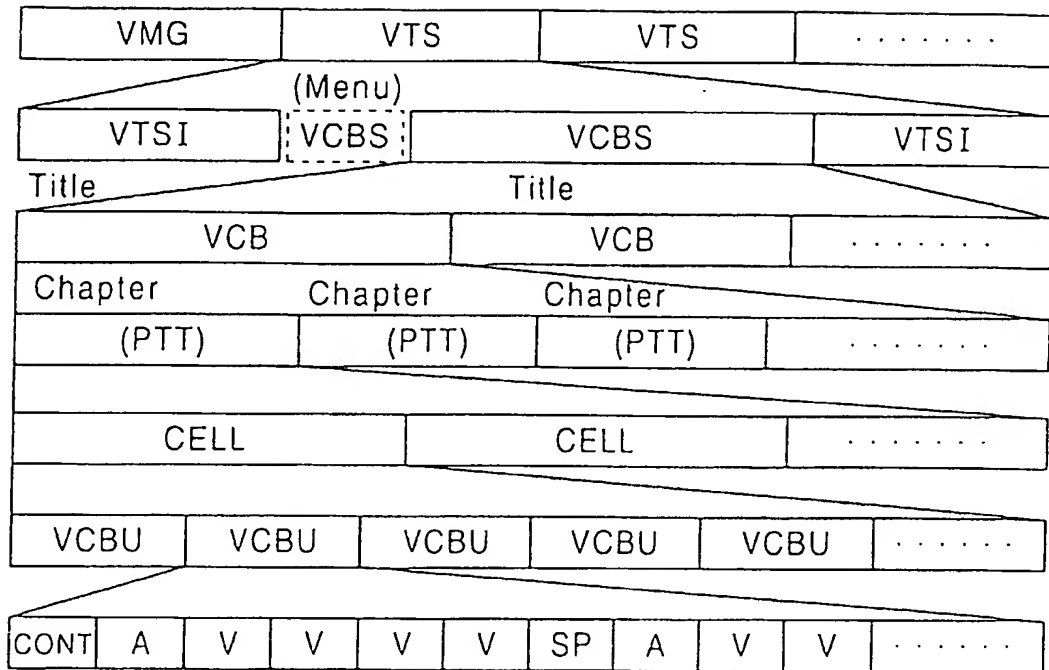 VMG VTS VTS ·······
(Menu)
VTSI VCBS VCBS VTSI
Title Title
VCB VCB ·······
Chapter Chapter Chapter
(PTT) (PTT) (PTT) ·······
CELL CELL ·······
VCBU VCBU VCBU VCBU VCBU ······
CONT A V V V V SP A V V ······